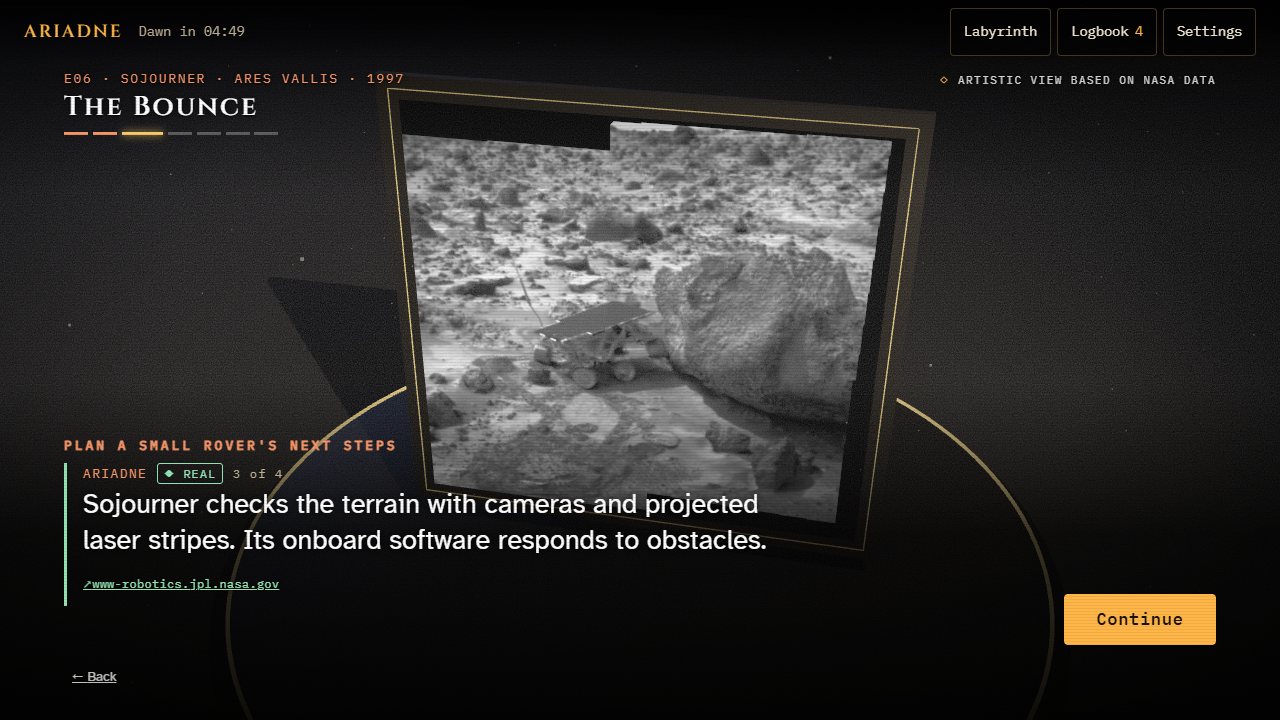 ARIADNE Dawn in 04:49
Labyrinth
Logbook 4
Settings
E06 · SOJOURNER · ARES VALLIS · 1997
◇ ARTISTIC VIEW BASED ON NASA DATA
The Bounce
PLAN A SMALL ROVER'S NEXT STEPS
ARIADNE ◆ REAL 3 of 4
Sojourner checks the terrain with cameras and projected
laser stripes. Its onboard software responds to obstacles.
↗www-robotics.jpl.nasa.gov
Continue
← Back